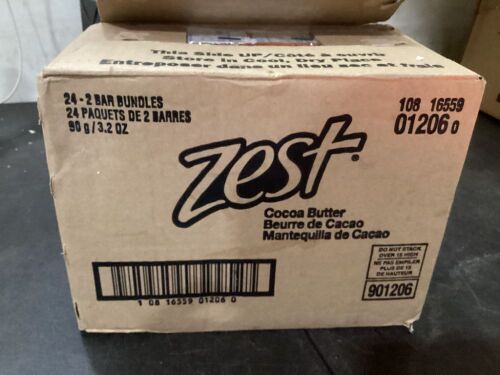 This Side UP/Côté à ouvrir
Store in Cool, Dry Place
Entreposer dans un lieu sec et frais
24 - 2 BAR BUNDLES
24 PAQUETS DE 2 BARRES
90 g/3.2 OZ
108 16559
01206 0
Zest®
Cocoa Butter
Beurre de Cacao
Mantequilla de Cacao
DO NOT STACK
OVER 15 HIGH
NE PAS EMPILER
PLUS DE 15
DE HAUTEUR
901206
1 08 16559 01206 0